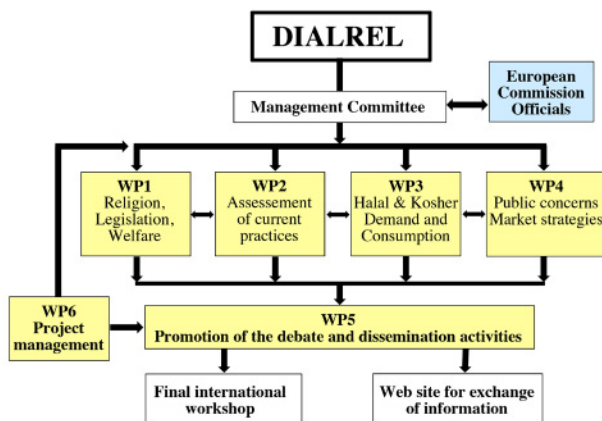 DIALREL
Management Committee
European
Commission
Officials
WP1
Religion,
Legislation,
Welfare
WP2
Assessement
of current
practices
WP3
Halal & Kosher
Demand and
Consumption
WP4
Public concerns
Market strategies
WP6
Project
management
WP5
Promotion of the debate and dissemination activities
Final international
workshop
Web site for exchange
of information